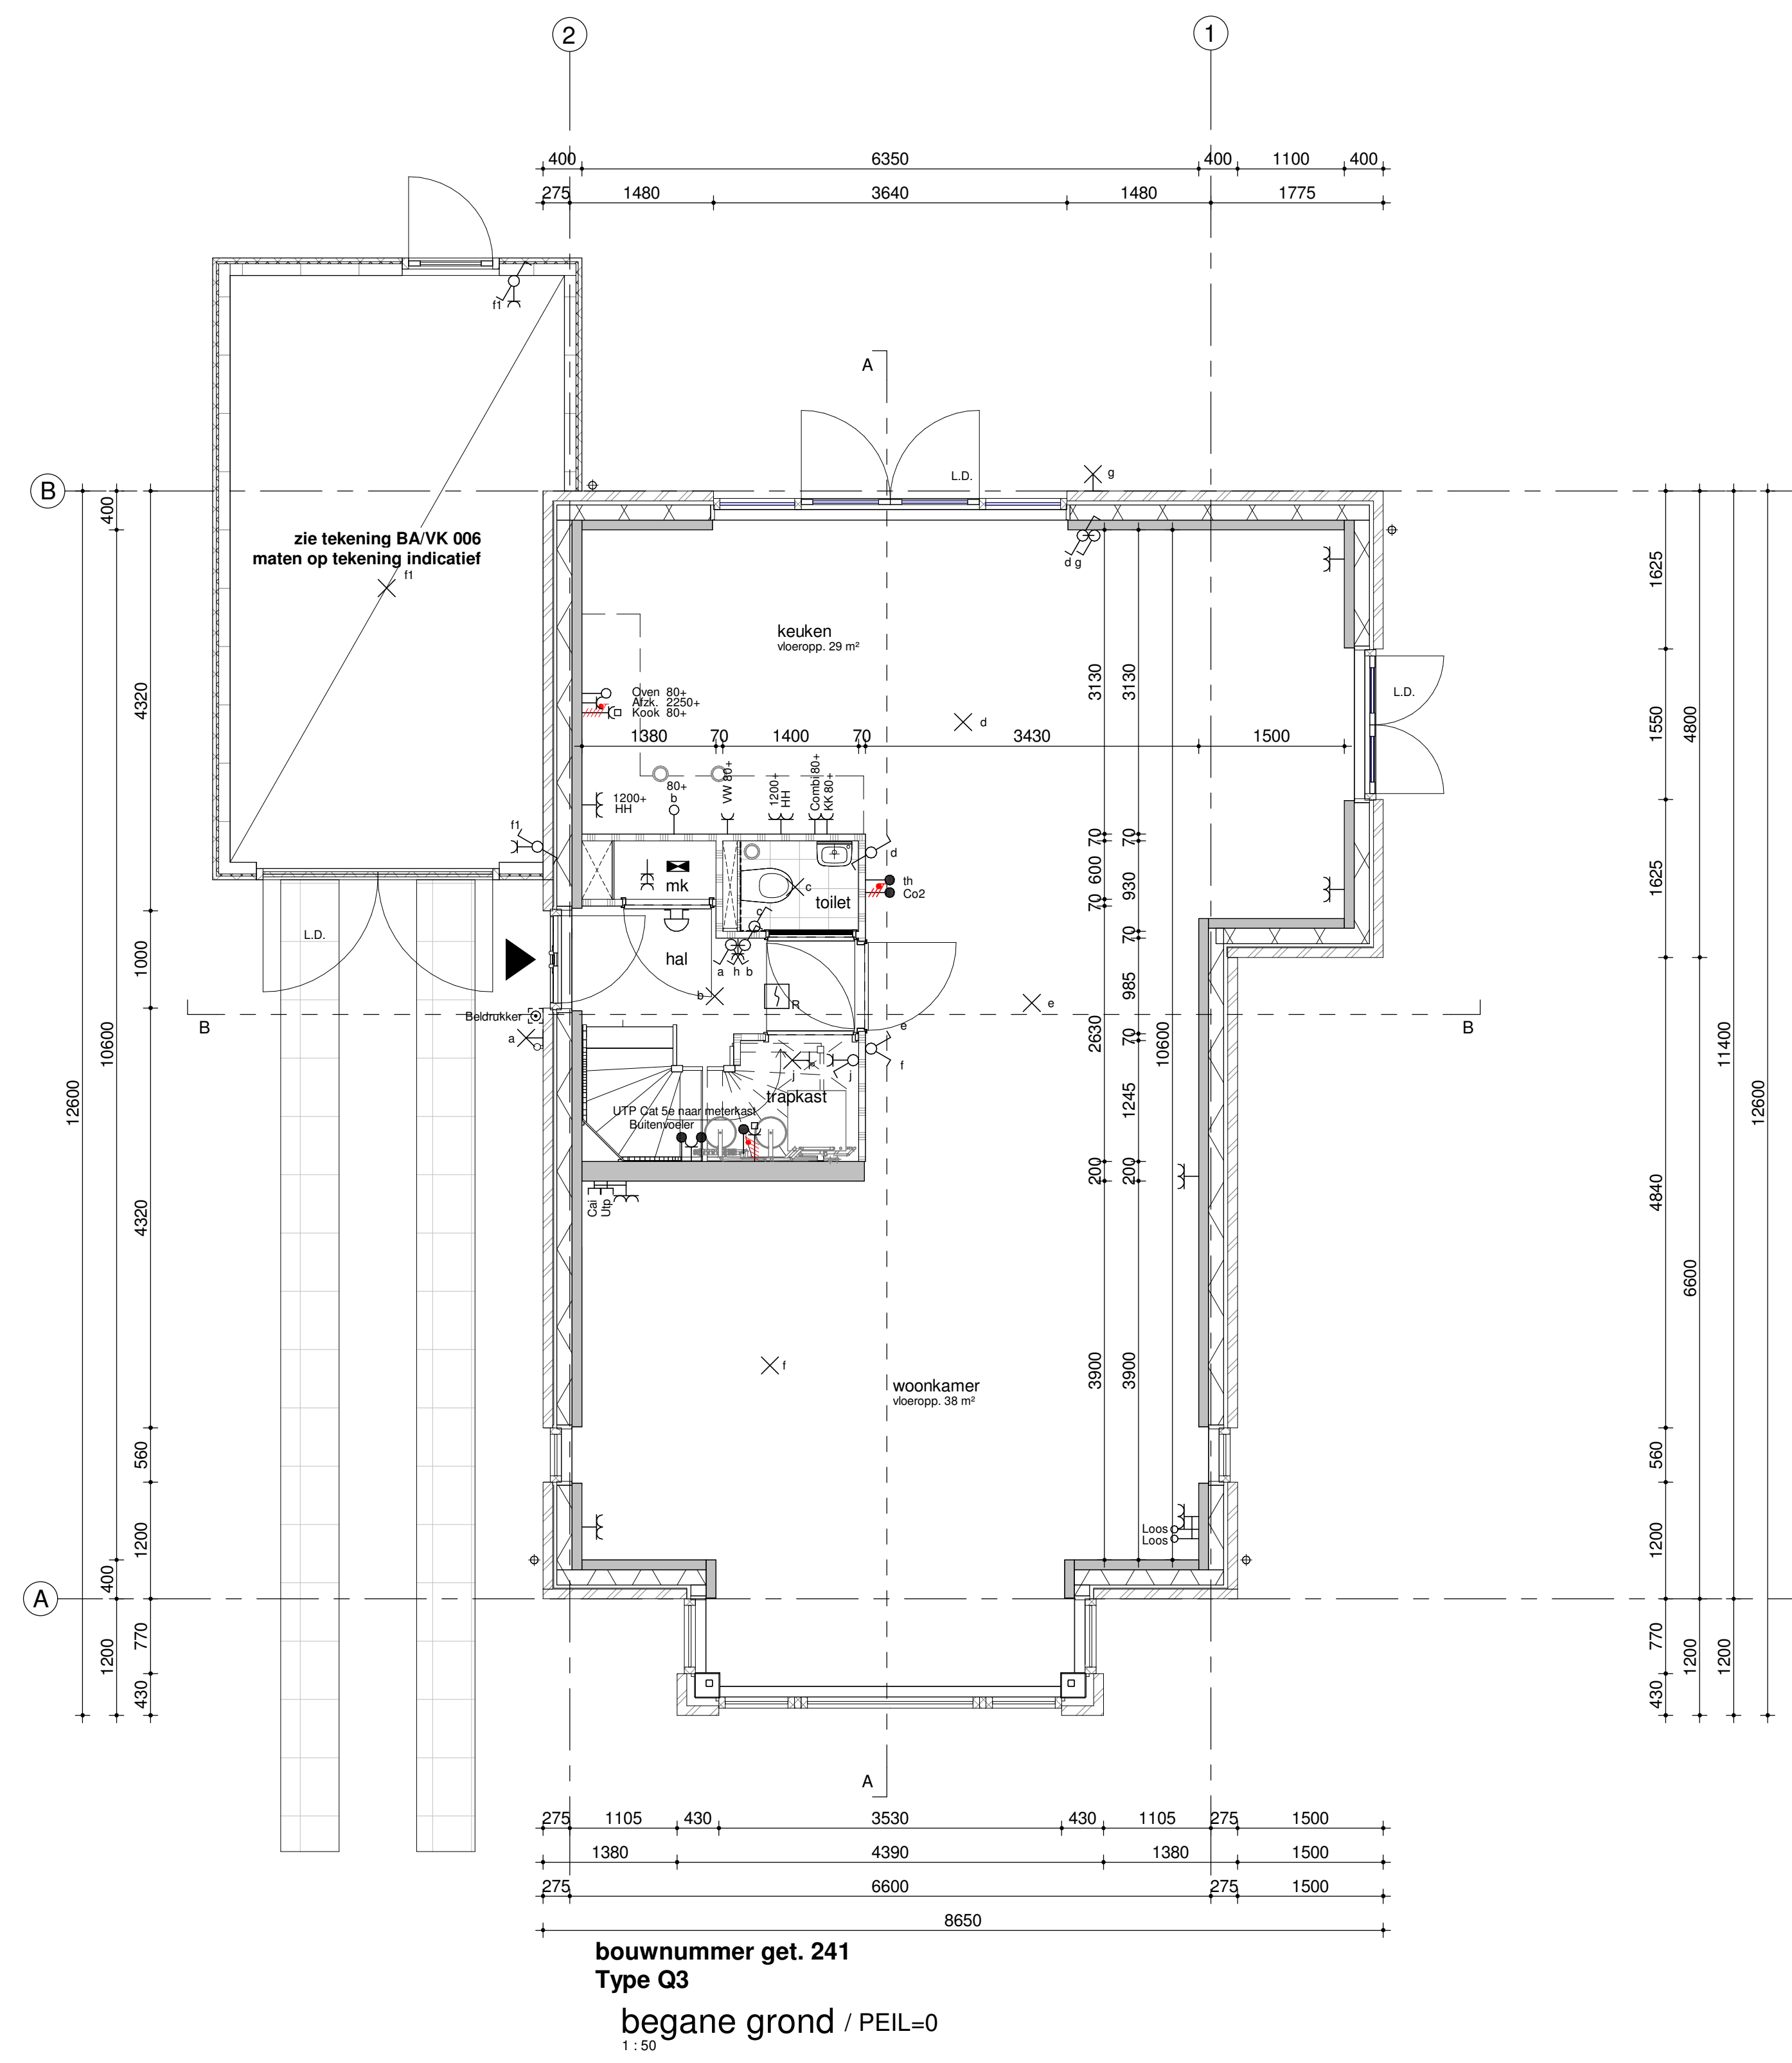 2
1
400 6350 400 1100 400
275 1480 3640 1480 1775
f1
A
L.D.
g
B
400
zie tekening BA/VK 006
maten op tekening indicatief
f1
d g
1625
keuken
vloeropp. 29 m²
4320
3130 3130
Oven 80+
Afzk. 2250+
Kook 80+
L.D.
1550 4800
d
1380 70 1400 70 3430 1500
1200+
HH
80+
b
VW 80+
1200+
HH
Combi 80+
KK 80+
f1
70 70
d
600 930
mk
c
th
Co2
toilet
70
1625
c
L.D.
1000
hal
a h b
70
985
b
R
e
B
Beldrukker
B
a
e
f
10600
2630
70
10600
11400
j
j
trapkast
12600
1245
12600
UTP Cat 5e naar meterkast
Buitenvoeler
200 200
Cai
Utp
4320
4840
6600
f
3900 3900
woonkamer
vloeropp. 38 m²
560
560
1200
Loos
Loos
1200
400
A
770
1200
430
770
1200
1200
430
A
275 1105 430 3530 430 1105 275 1500
1380 4390 1380 1500
275 6600 275 1500
8650
bouwnummer get. 241
Type Q3
begane grond / PEIL=0
1 : 50